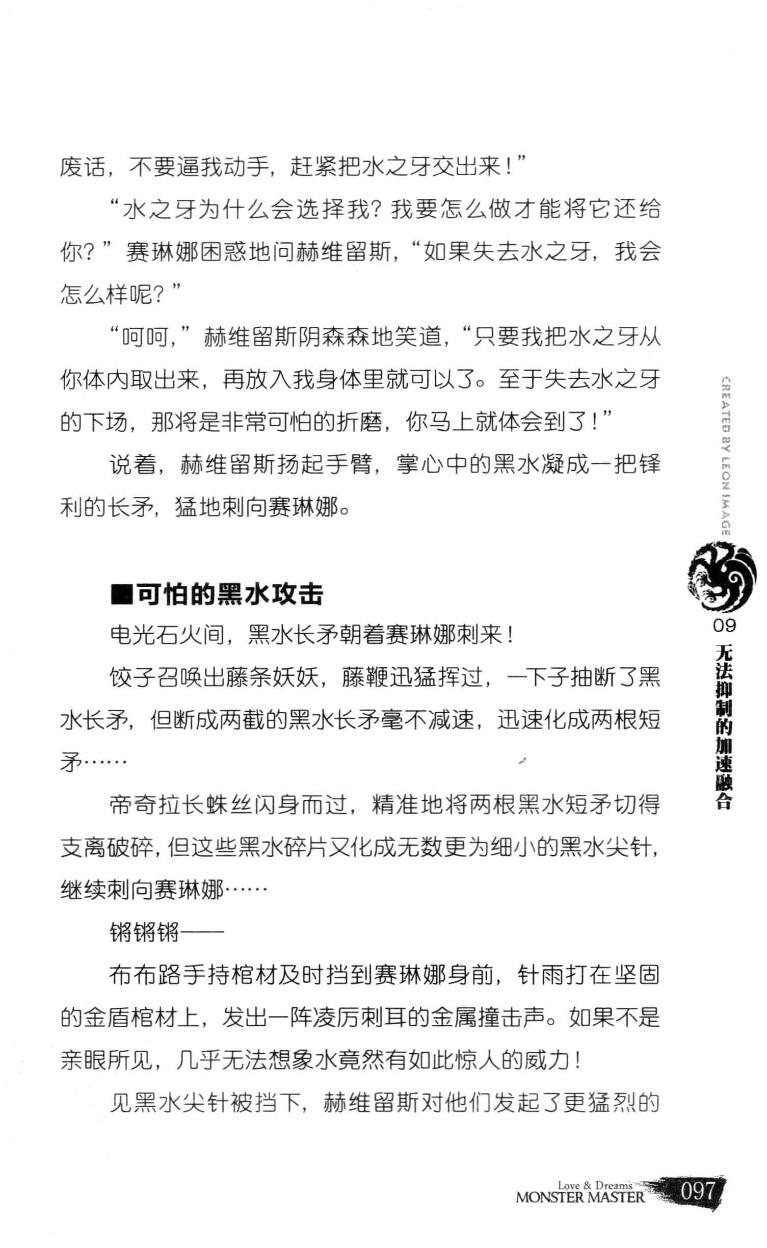 废话，不要逼我动手，赶紧把水之牙交出来！”
“水之牙为什么会选择我？我要怎么做才能将它还给
你？”赛琳娜困惑地问赫维留斯，“如果失去水之牙，我会
怎么样呢？”
“呵呵，”赫维留斯阴森森地笑道，“只要我把水之牙从
你体内取出来，再放入我身体里就可以了。至于失去水之牙
的下场，那将是非常可怕的折磨，你马上就体会到了！”
说着，赫维留斯扬起手臂，掌心中的黑水凝成一把锋
利的长矛，猛地刺向赛琳娜。
■可怕的黑水攻击
电光石火间，黑水长矛朝着赛琳娜刺来！
饺子召唤出藤条妖妖，藤鞭迅猛挥过，一下子抽断了黑
水长矛，但断成两截的黑水长矛毫不减速，迅速化成两根短
矛……
帝奇拉长蛛丝闪身而过，精准地将两根黑水短矛切得
支离破碎，但这些黑水碎片又化成无数更为细小的黑水尖针，
继续刺向赛琳娜……
锵锵锵——
布布路手持棺材及时挡到赛琳娜身前，针雨打在坚固
的金盾棺材上，发出一阵凌厉刺耳的金属撞击声。如果不是
亲眼所见，几乎无法想象水竟然有如此惊人的威力！
见黑水尖针被挡下，赫维留斯对他们发起了更猛烈的
CREATED BY LEON IMAGE
09
无法抑制的加速融合
Love & Dreams
MONSTER MASTER
097